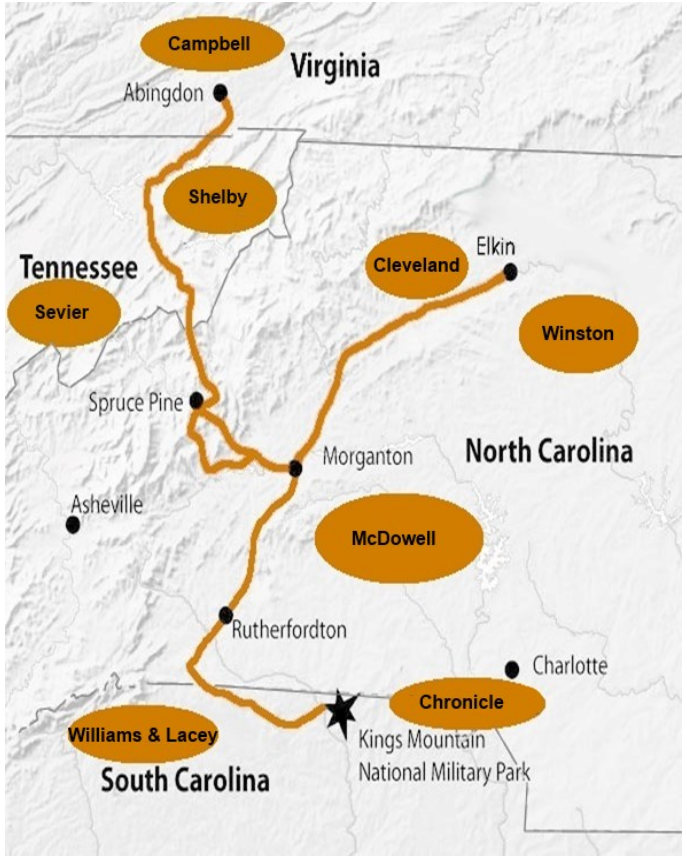 Campbell
Virginia
Abingdon
Shelby
Elkin
Cleveland
Tennessee
Sevier
Winston
Spruce Pine
North Carolina
Morganton
Asheville
McDowell
Rutherfordton
Charlotte
Chronicle
Williams & Lacey
Kings Mountain
National Military Park
South Carolina